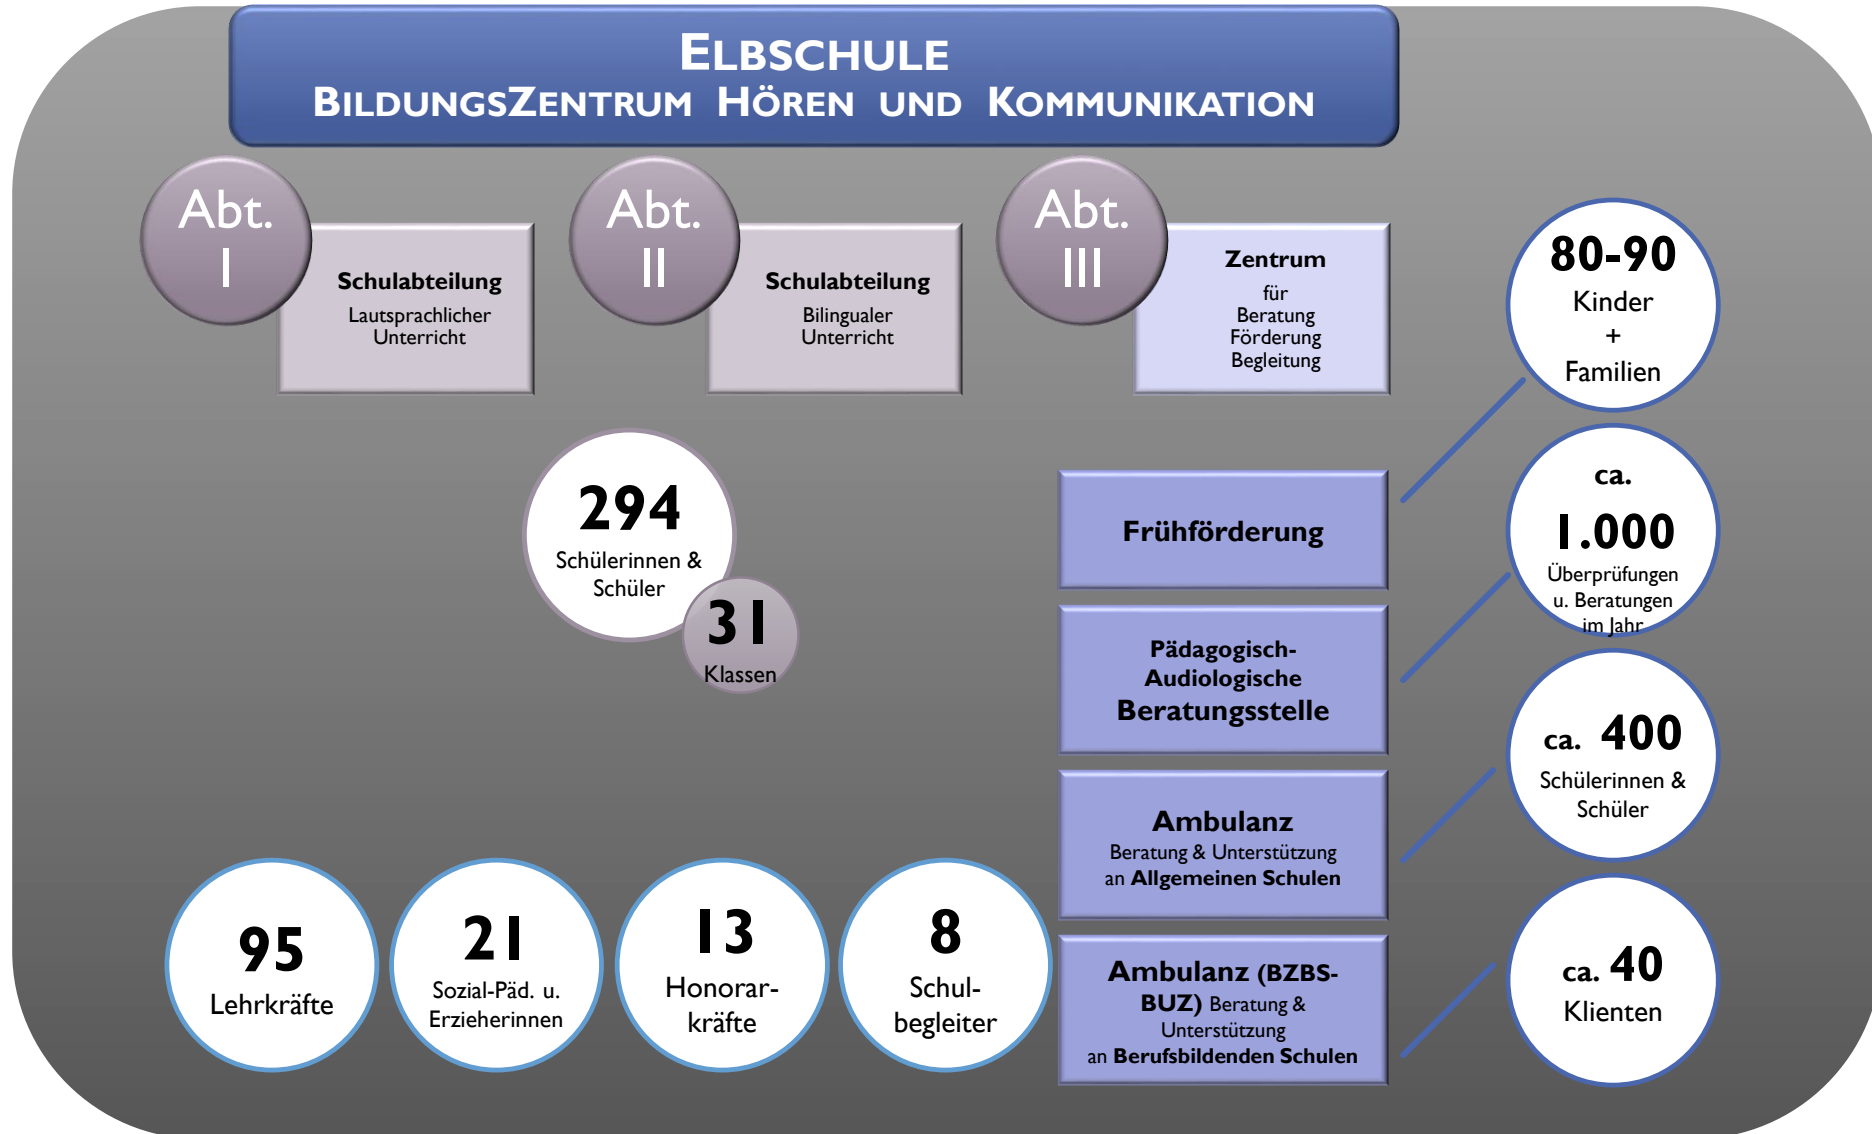 ELBSCHULE
BILDUNGSZENTRUM HÖREN UND KOMMUNIKATION
Abt.
I
Schulabteilung
Lautsprachlicher
Unterricht
Abt.
II
Schulabteilung
Bilingualer
Unterricht
Abt.
III
Zentrum
für
Beratung
Förderung
Begleitung
294
Schülerinnen &
Schüler
31
Klassen
Frühförderung
80-90
Kinder
+
Familien
Pädagogisch-
Audiologische
Beratungsstelle
ca.
1.000
Überprüfungen
u. Beratungen
im Jahr
Ambulanz
Beratung & Unterstützung
an Allgemeinen Schulen
ca. 400
Schülerinnen &
Schüler
Ambulanz (BZBS-
BUZ) Beratung &
Unterstützung
an Berufsbildenden Schulen
ca. 40
Klienten
95
Lehrkräfte
21
Sozial-Päd. u.
Erzieherinnen
13
Honorar-
kräfte
8
Schul-
begleiter